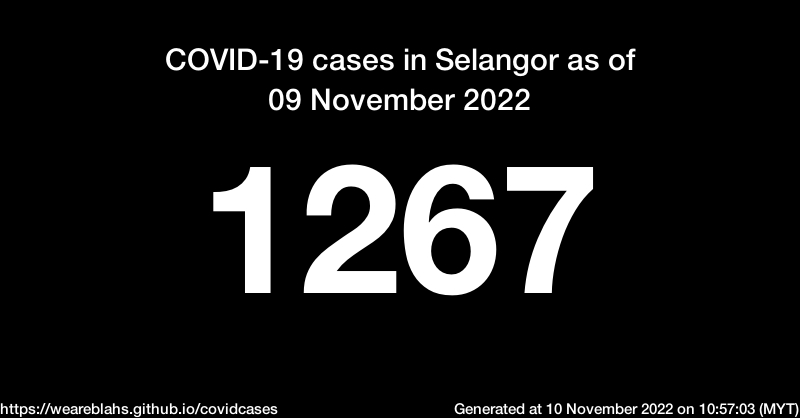 COVID-19 cases in Selangor as of
09 November 2022
1267
https://weareblahs.github.io/covidcases
Generated at 10 November 2022 on 10:57:03 (MYT)